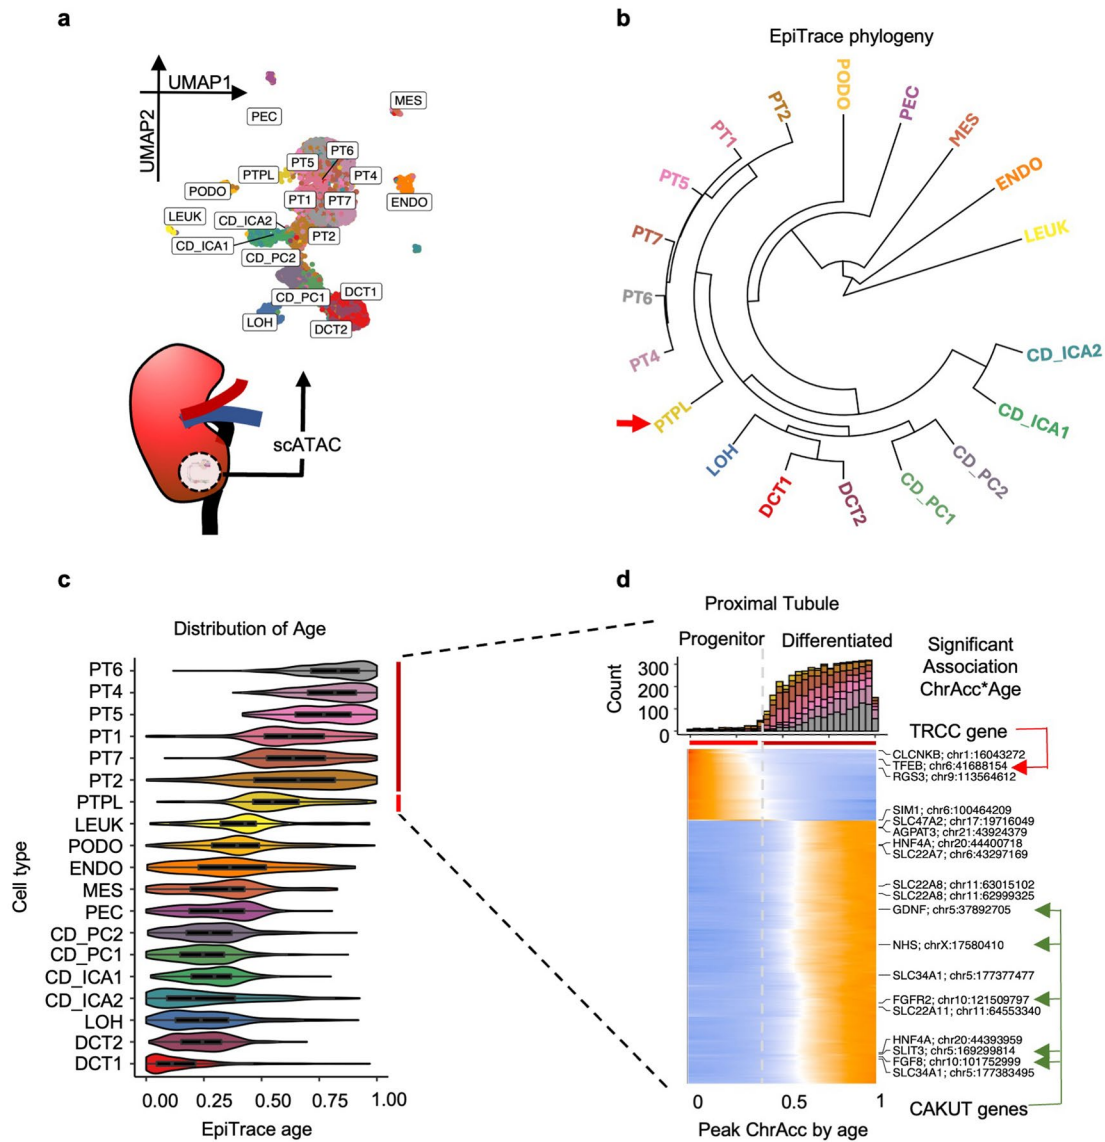 a
UMAP1
UMAP2
PEC
MES
PT6
PT5
PTPL
PT4
PODO
PT1
PT7
ENDO
LEUK
CD_ICA2
CD_ICA1
PT2
CD_PC2
CD_PC1
DCT1
LOH
DCT2
scATAC
b
EpiTrace phylogeny
PODO
PEC
MES
ENDO
LEUK
CD_ICA2
CD_ICA1
CD_PC2
CD_PC1
DCT2
DCT1
LOH
PTPL
PT4
PT6
PT7
PT5
PT1
PT2
c
Distribution of Age
Cell type
PT6
PT4
PT5
PT1
PT7
PT2
PTPL
LEUK
PODO
ENDO
MES
PEC
CD_PC2
CD_PC1
CD_ICA1
CD_ICA2
LOH
DCT2
DCT1
0.00 0.25 0.50 0.75 1.00
EpiTrace age
d
Proximal Tubule
Progenitor Differentiated
Count
300
200
100
0
Significant
Association
ChrAcc*Age
TRCC gene
CLCNKB; chr1:16043272
TFEB; chr6:41688154
RGS3; chr9:113564612
SIM1; chr6:100464209
SLC47A2; chr17:19716049
AGPAT3; chr21:43924379
HNF4A; chr20:44400718
SLC22A7; chr6:43297169
SLC22A8; chr11:63015102
SLC22A8; chr11:62999325
GDNF; chr5:37892705
NHS; chrX:17580410
SLC34A1; chr5:177377477
FGFR2; chr10:121509797
SLC22A11; chr11:64553340
HNF4A; chr20:44393959
SLIT3; chr5:169299814
FGF8; chr10:101752999
SLC34A1; chr5:177383495
CAKUT genes
0 0.5 1
Peak ChrAcc by age